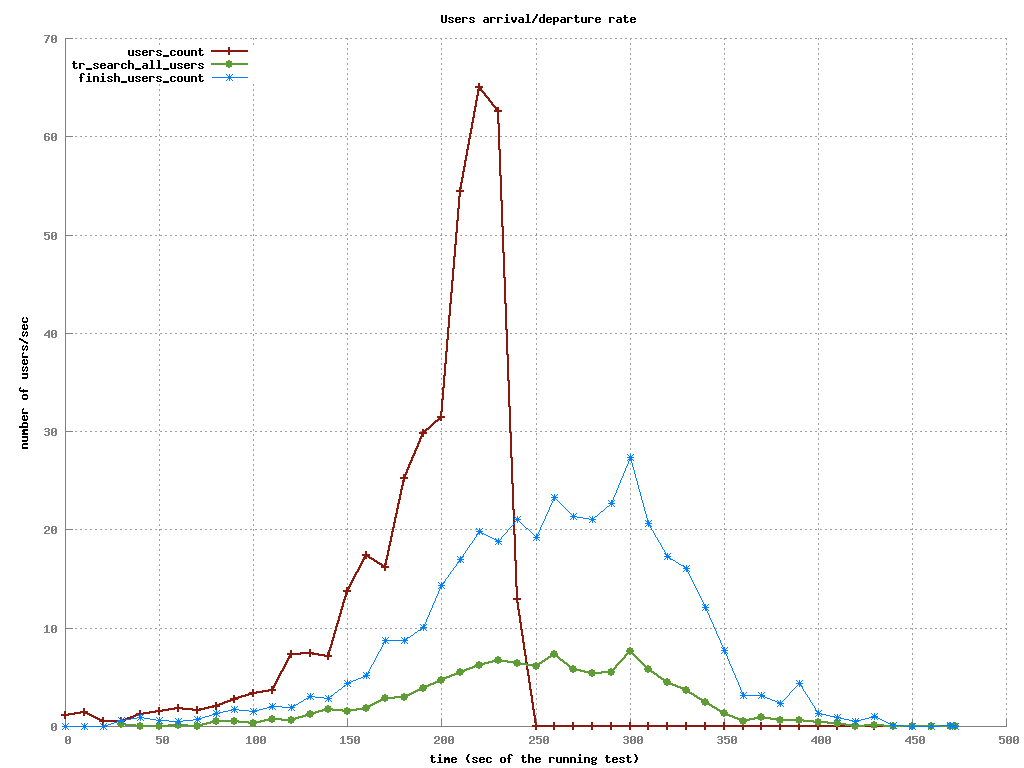 Users arrival/departure rate
users_count
tr_search_all_users
finish_users_count
70
60
50
40
30
20
10
0
number of users/sec
0 50 100 150 200 250 300 350 400 450 500
time (sec of the running test)